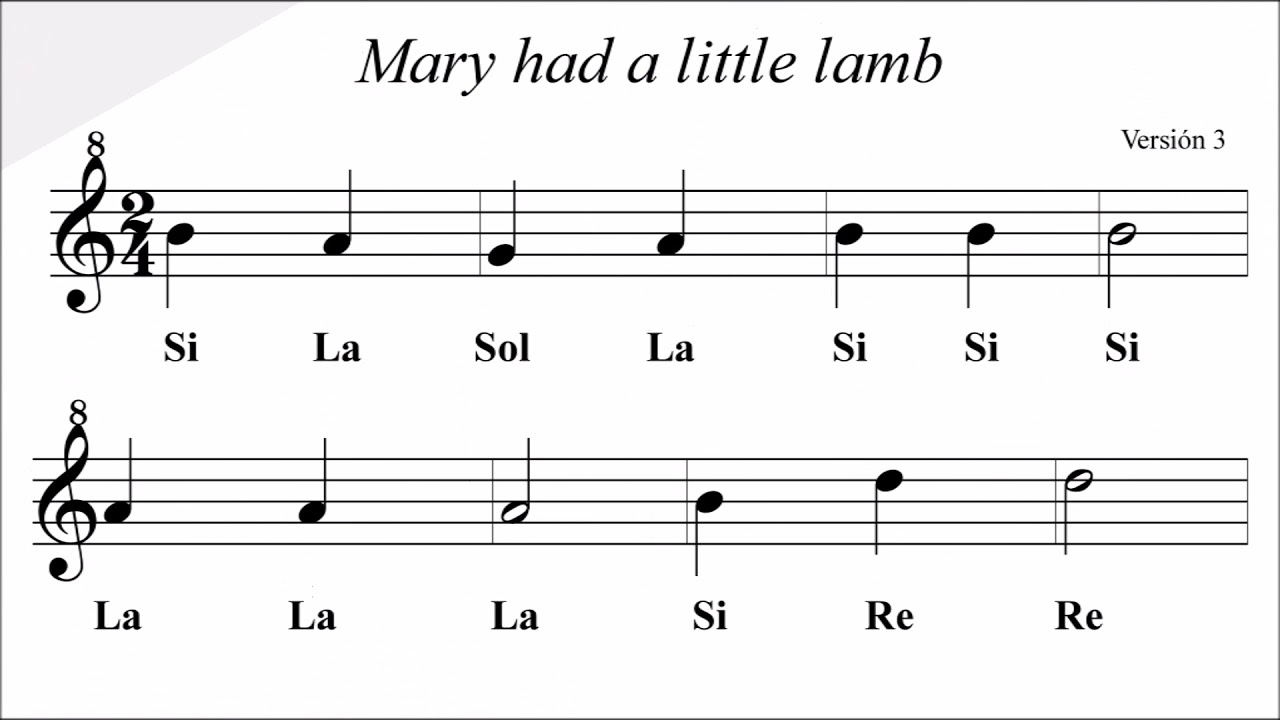 Mary had a little lamb
Versión 3
8
2
4
Si La Sol La Si Si Si
8
La La La Si Re Re